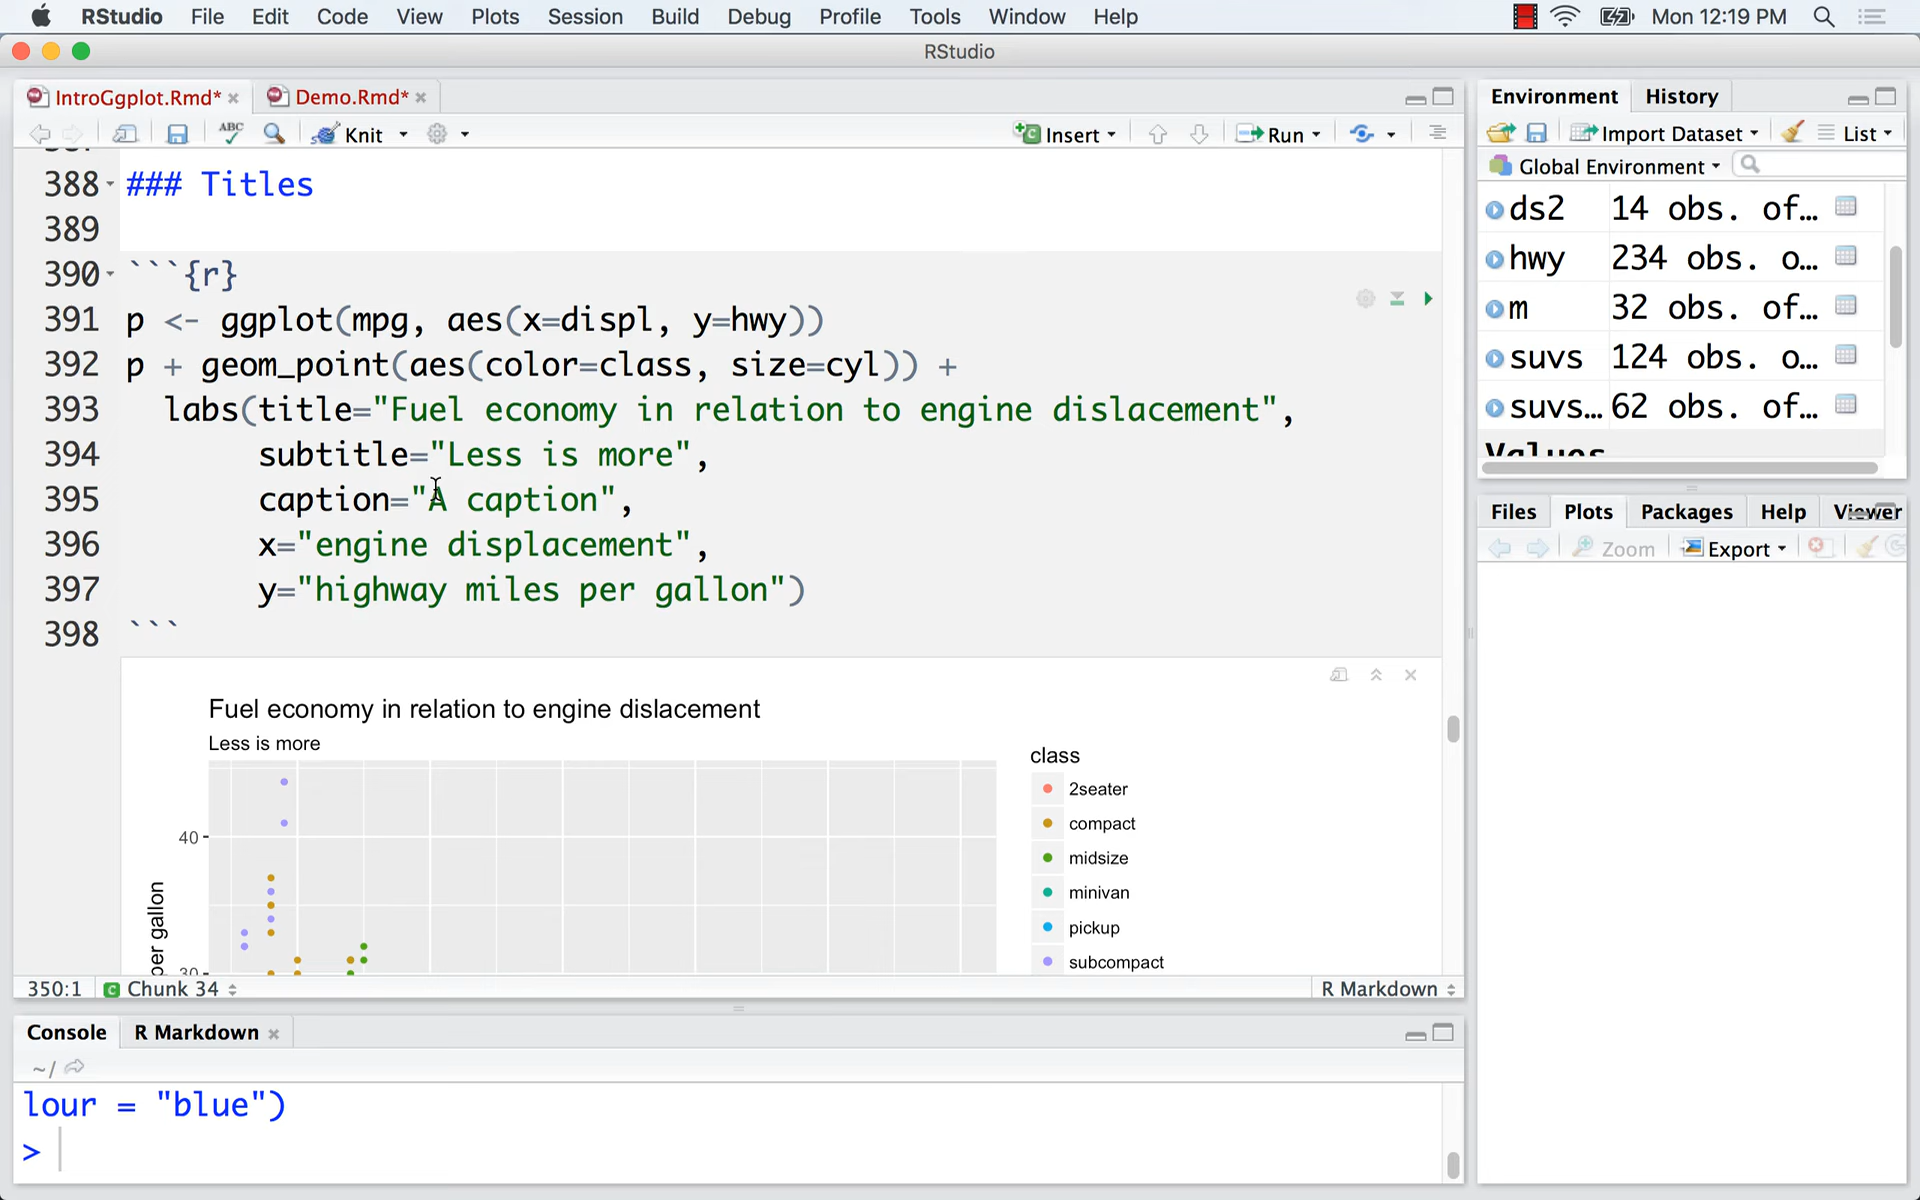 RStudio File Edit Code View Plots Session Build Debug Profile Tools Window Help Mon 12:19 PM
RStudio
IntroGgplot.Rmd* Demo.Rmd*
ABC Knit Insert Run
388 ### Titles
389
390 ```{r}
391 p <- ggplot(mpg, aes(x=displ, y=hwy))
392 p + geom_point(aes(color=class, size=cyl)) +
393 labs(title="Fuel economy in relation to engine dislacement",
394 subtitle="Less is more",
395 caption="A caption",
396 x="engine displacement",
397 y="highway miles per gallon")
398 ```
Fuel economy in relation to engine dislacement
Less is more
40
30
per gallon
class
2seater
compact
midsize
minivan
pickup
subcompact
350:1 Chunk 34 R Markdown
Console R Markdown
~/
lour = "blue")
>
Environment History
Import Dataset List
Global Environment
ds2 14 obs. of…
hwy 234 obs. o…
m 32 obs. of…
suvs 124 obs. o…
suvs… 62 obs. of…
Values
Files Plots Packages Help Viewer
Zoom Export